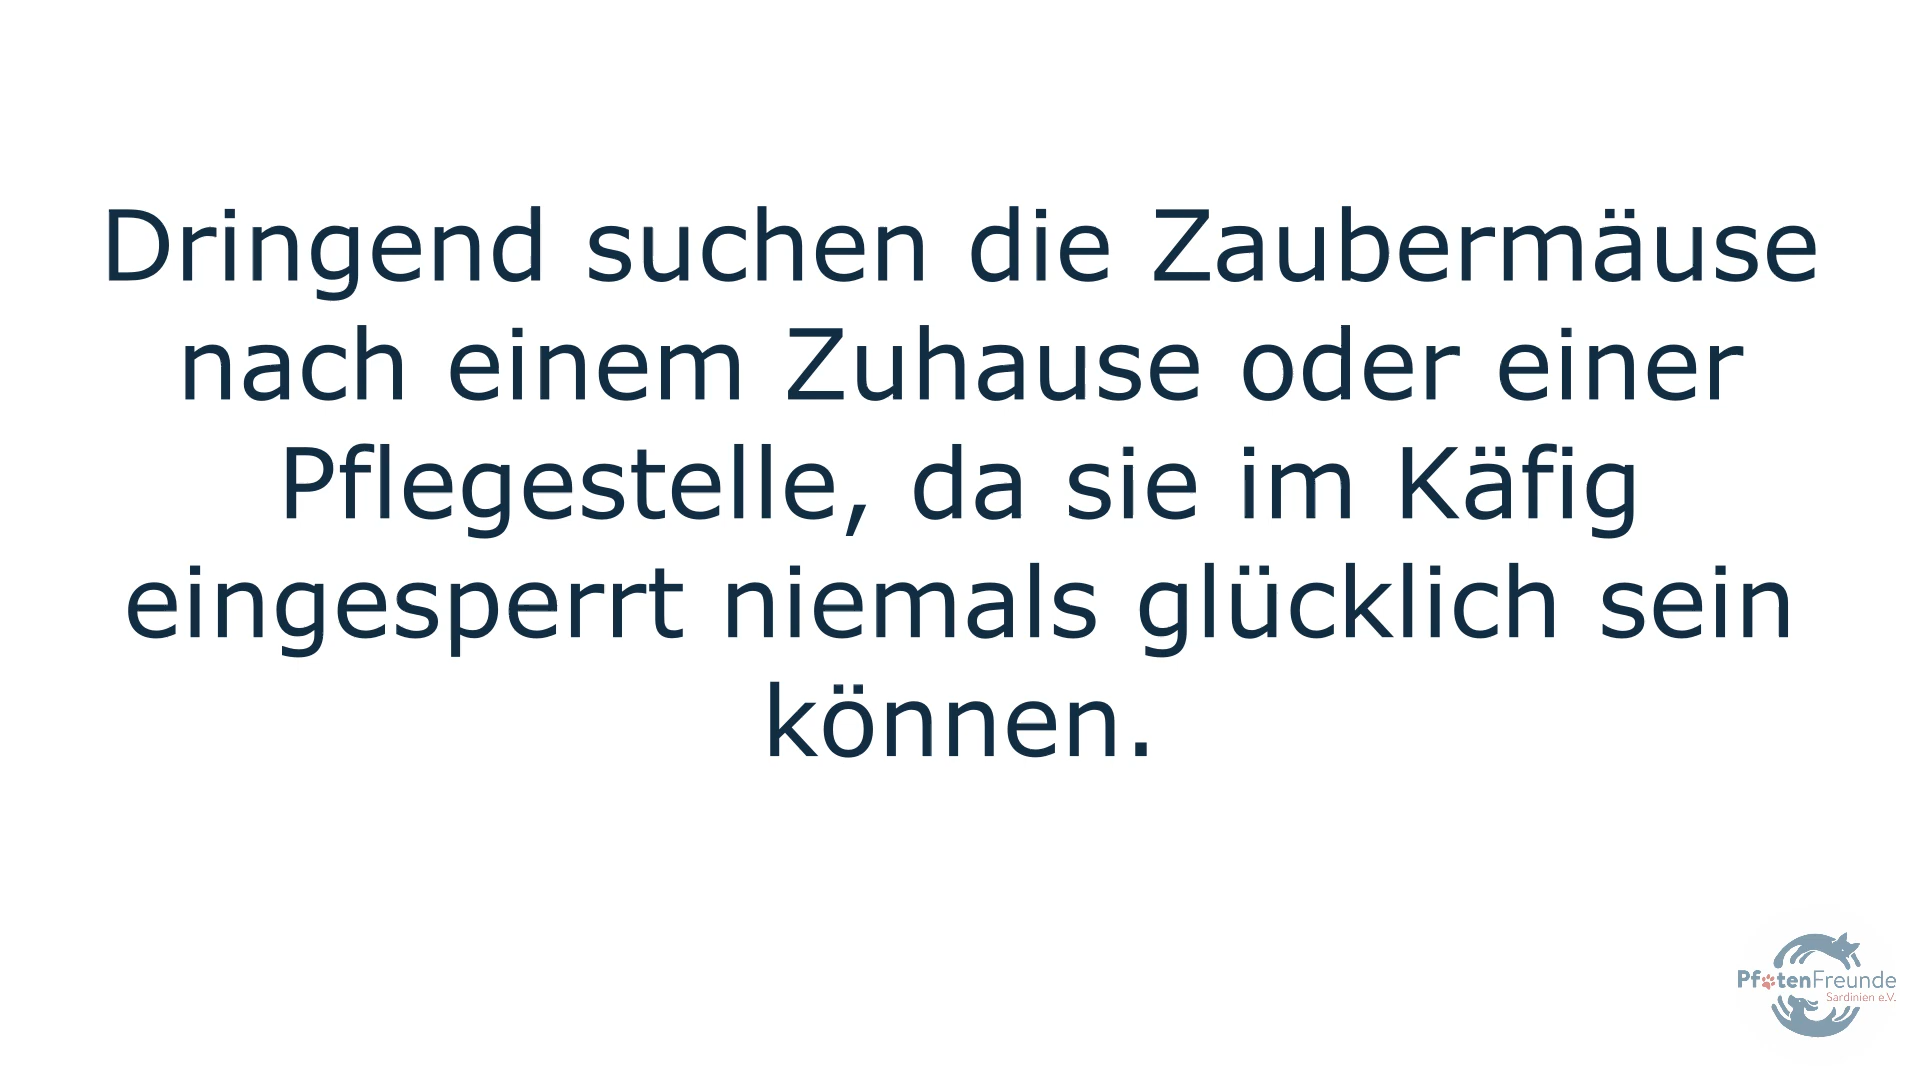 Dringend suchen die Zaubermäuse
nach einem Zuhause oder einer
Pflegestelle, da sie im Käfig
eingesperrt niemals glücklich sein
können.
PfotenFreunde
Sardinien e.V.